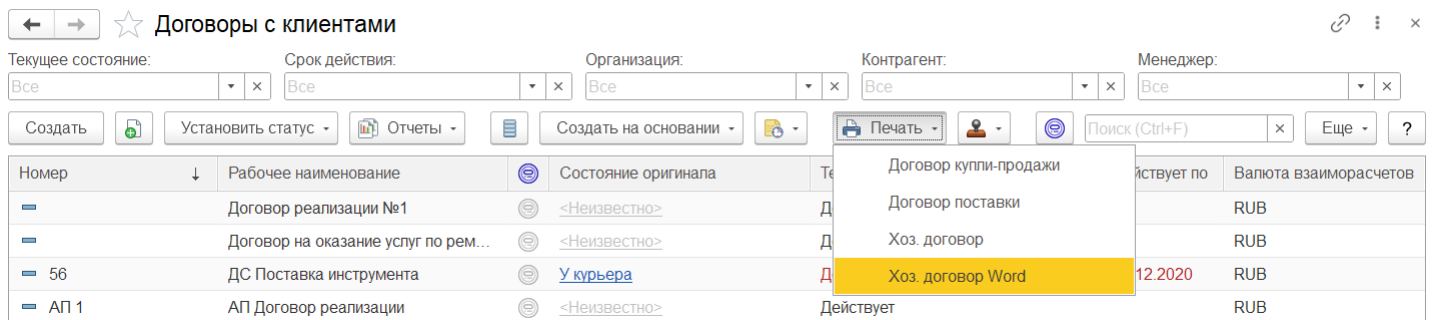 Договоры с клиентами
Текущее состояние: Срок действия: Организация: Контрагент: Менеджер:
Все Все Все Все Все
Создать Установить статус Отчеты Создать на основании Печать Поиск (Ctrl+F) Еще ?
Номер Рабочее наименование Состояние оригинала Те йствует по Валюта взаиморасчетов
Договор куппи-продажи
Договор реализации №1 <Неизвестно> Д RUB
Договор поставки
Договор на оказание услуг по рем... <Неизвестно> Д RUB
Хоз. договор
56 ДС Поставка инструмента У курьера Д 12.2020 RUB
Хоз. договор Word
АП 1 АП Договор реализации <Неизвестно> Действует RUB